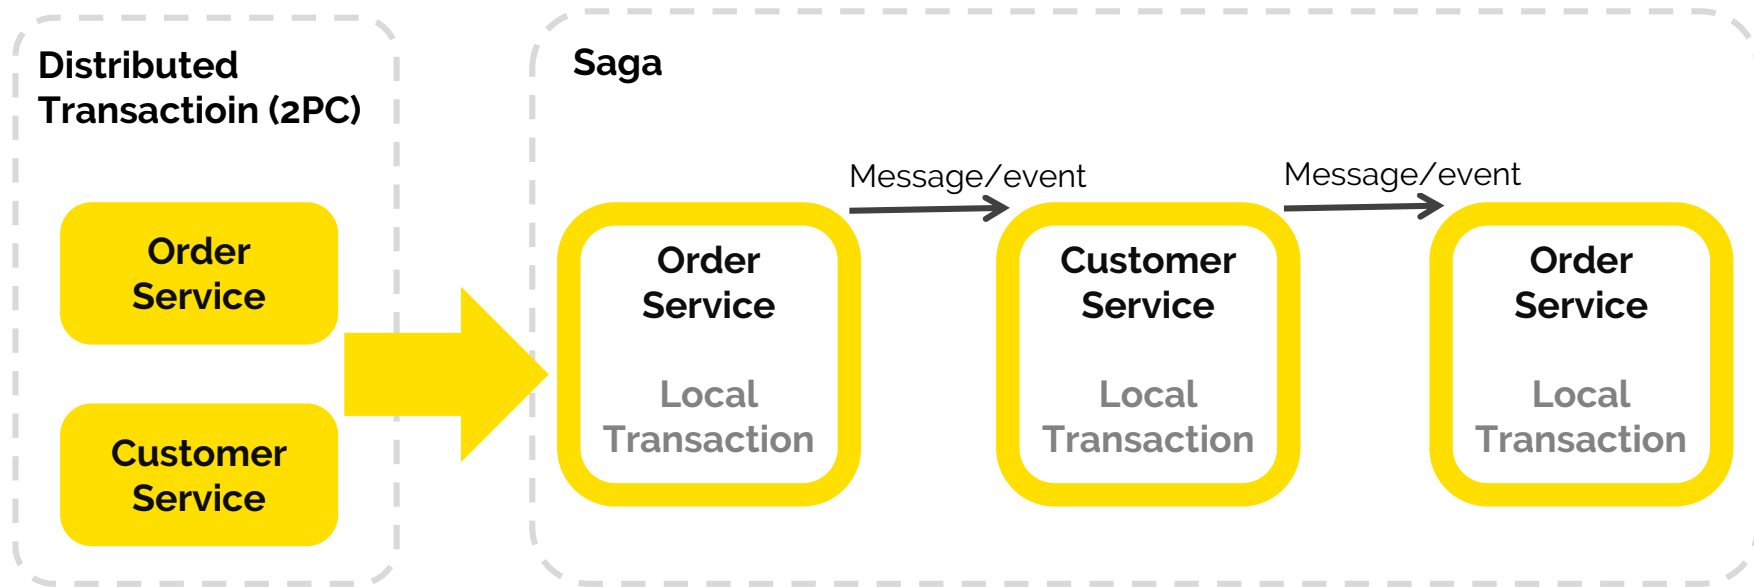 Distributed
Transactioin (2PC)
Order
Service
Customer
Service
Saga
Message/event
Message/event
Order
Service
Local
Transaction
Customer
Service
Local
Transaction
Order
Service
Local
Transaction